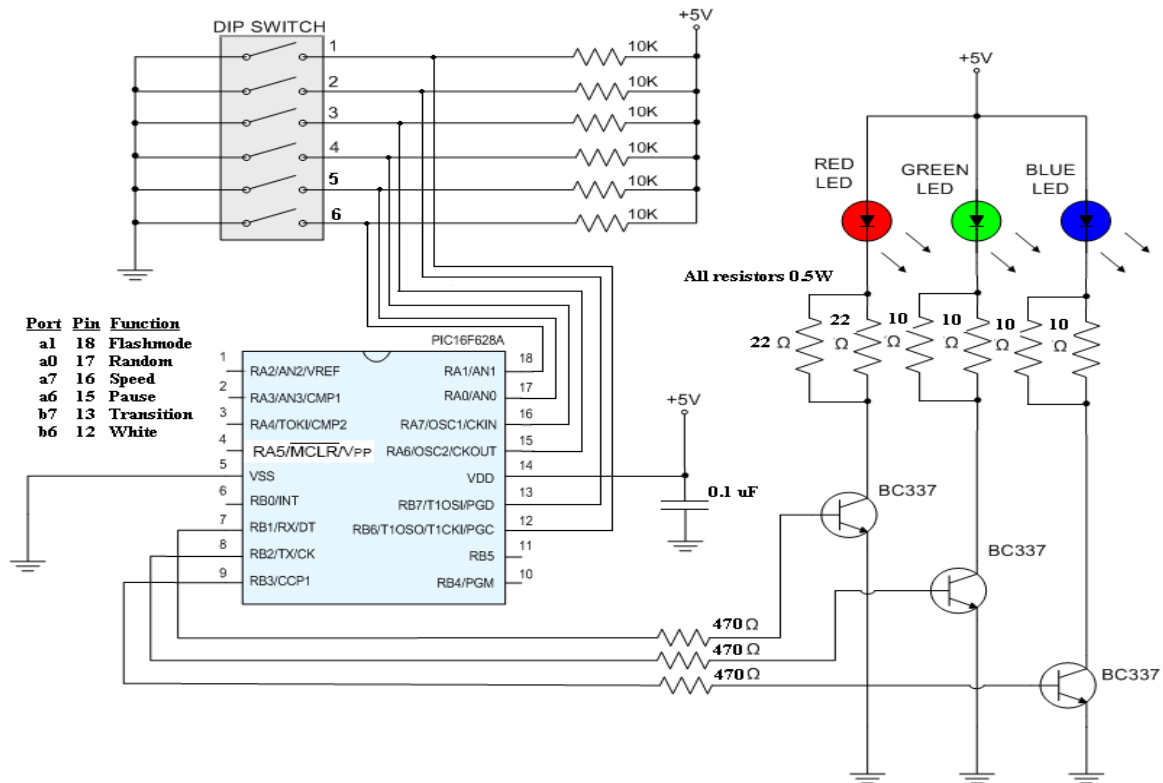 DIP SWITCH
+5V
1
10K
2
10K
3
10K
4
10K
5
10K
6
10K
+5V
RED
LED
GREEN
LED
BLUE
LED
All resistors 0.5W
22 Ω
22 Ω
10 Ω
10 Ω
10 Ω
10 Ω
Port Pin Function
a1 18 Flashmode
a0 17 Random
a7 16 Speed
a6 15 Pause
b7 13 Transition
b6 12 White
PIC16F628A
1 RA2/AN2/VREF RA1/AN1 18
2 RA3/AN3/CMP1 RA0/AN0 17
3 RA4/TOKI/CMP2 RA7/OSC1/CKIN 16
4 RA5/MCLR/VPP RA6/OSC2/CKOUT 15
5 VSS VDD 14
6 RB0/INT RB7/T1OSI/PGD 13
7 RB1/RX/DT RB6/T1OSO/T1CKI/PGC 12
8 RB2/TX/CK RB5 11
9 RB3/CCP1 RB4/PGM 10
+5V
0.1 uF
BC337
BC337
BC337
470 Ω
470 Ω
470 Ω